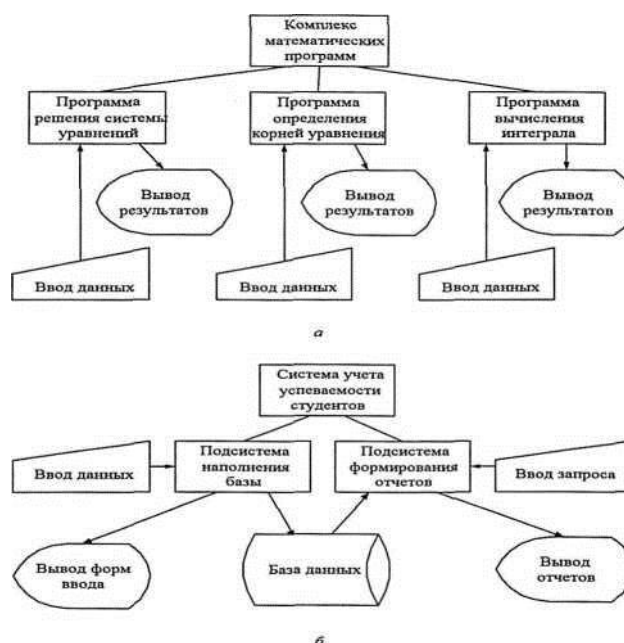 Комплекс
математических
программ
Программа
решения системы
уравнений
Программа
определения
корней уравнения
Программа
вычисления
интеграла
Вывод
результатов
Вывод
результатов
Вывод
результатов
Ввод данных
Ввод данных
Ввод данных
а
Система учета
успеваемости
студентов
Ввод данных
Подсистема
наполнения
базы
Подсистема
формирования
отчетов
Ввод запроса
Вывод форм
ввода
База данных
Вывод
отчетов
б